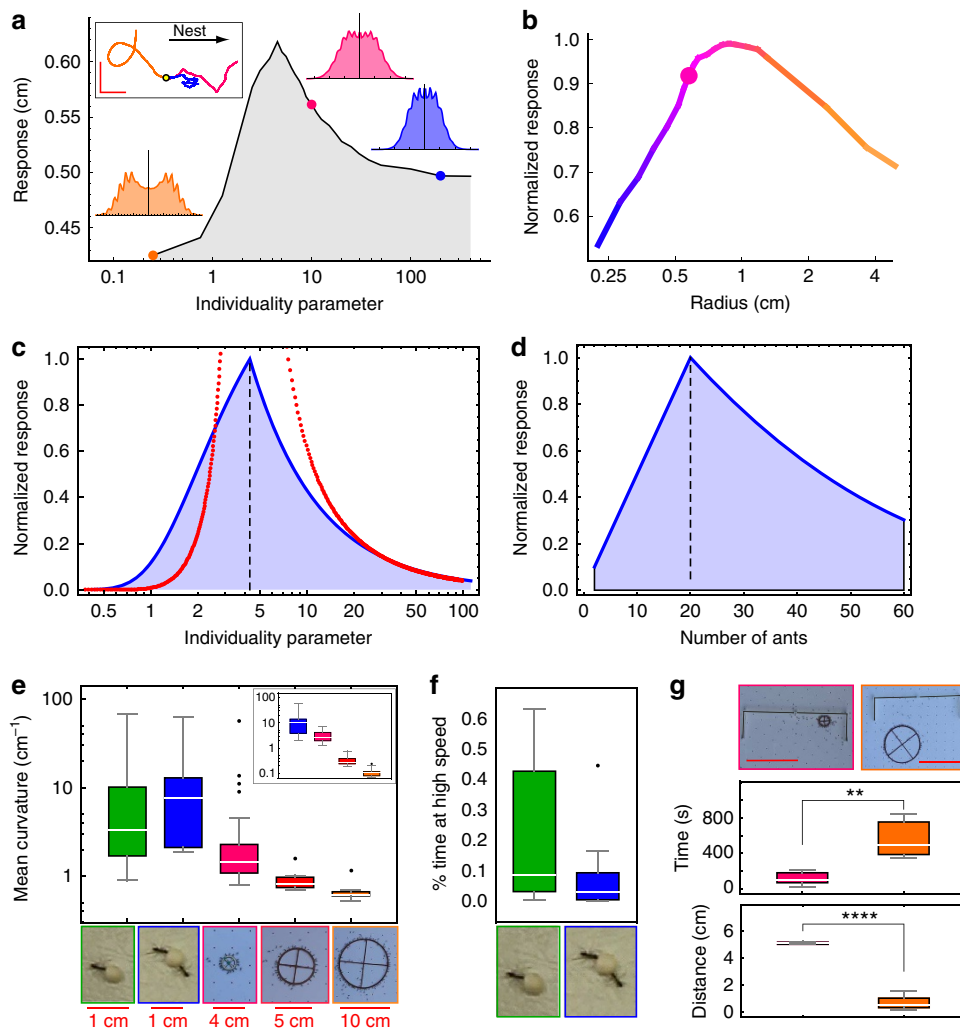 a
Nest
Response (cm)
0.60
0.55
0.50
0.45
0.1 1 10 100
Individuality parameter
b
Normalized response
1.0
0.9
0.8
0.7
0.6
0.25 0.5 1 2 4
Radius (cm)
c
Normalized response
1.0
0.8
0.6
0.4
0.2
0.0
0.5 1 2 5 10 20 50 100
Individuality parameter
d
Normalized response
1.0
0.8
0.6
0.4
0.2
0.0
0 10 20 30 40 50 60
Number of ants
e
Mean curvature (cm⁻¹)
100
10
1
100
10
1
0.1
1 cm 1 cm 4 cm 5 cm 10 cm
f
% time at high speed
0.6
0.5
0.4
0.3
0.2
0.1
0.0
g
Time (s)
800
400
0
**
Distance (cm)
6
4
2
0
****